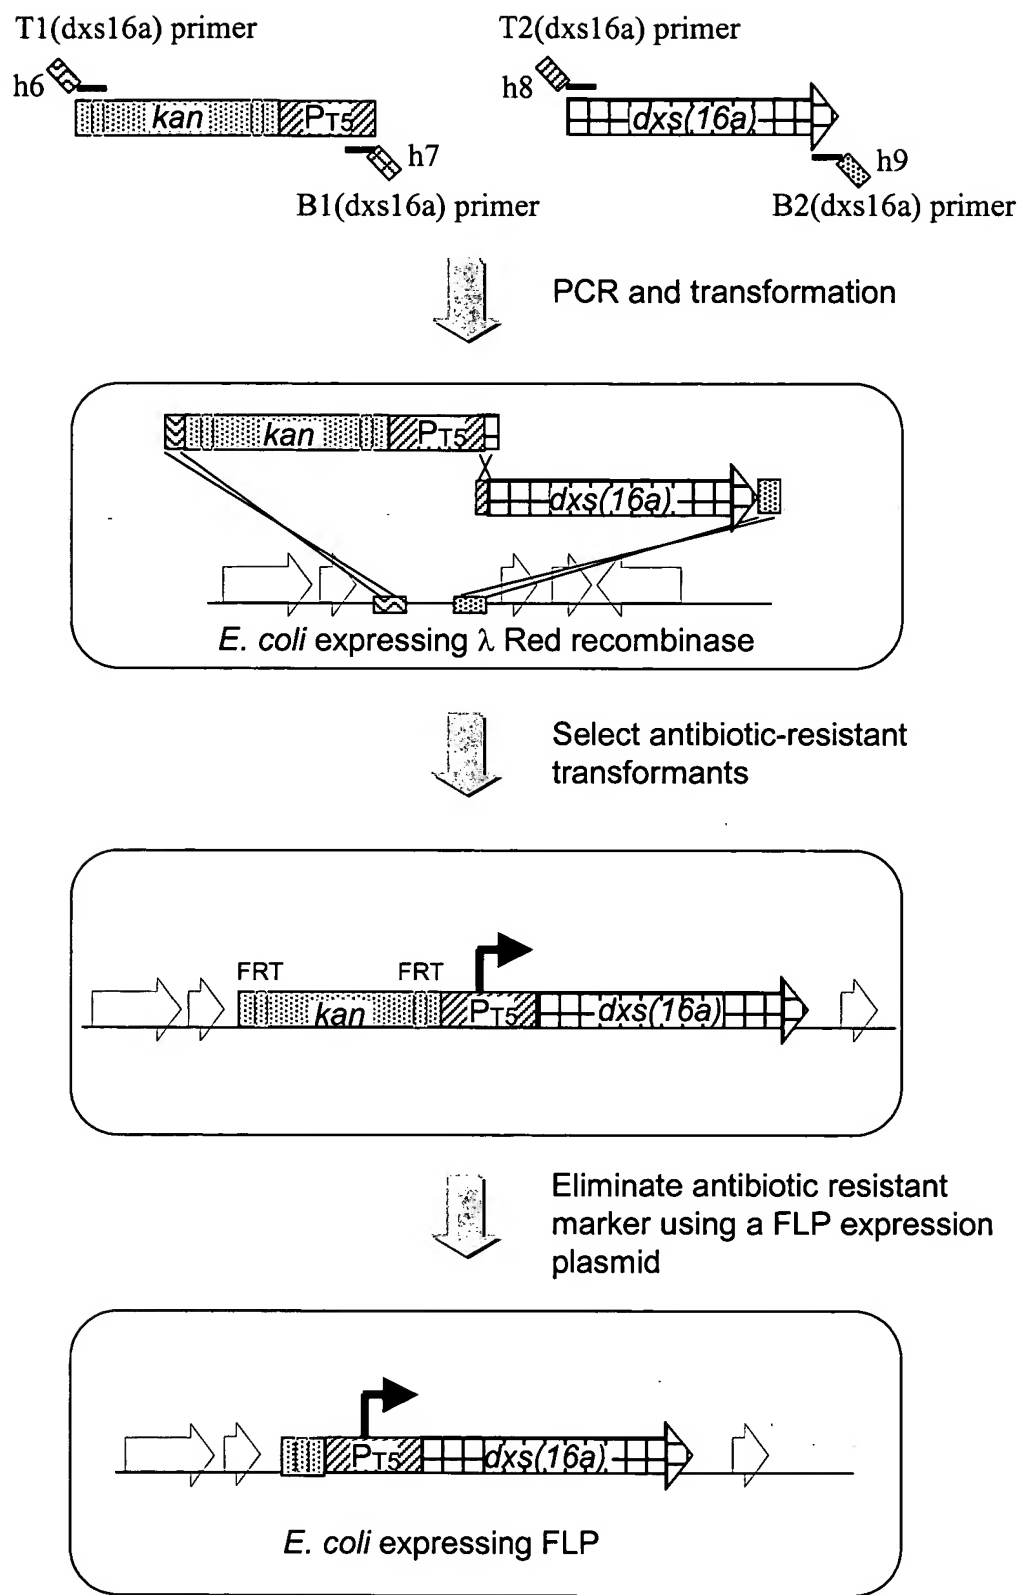 T1(dxs16a) primer
T2(dxs16a) primer
h6
kan
PT5
h7
B1(dxs16a) primer
h8
dxs(16a)
h9
B2(dxs16a) primer
PCR and transformation
kan
PT5
dxs(16a)
E. coli expressing λ Red recombinase
Select antibiotic-resistant
transformants
FRT
FRT
kan
PT5
dxs(16a)
Eliminate antibiotic resistant
marker using a FLP expression
plasmid
PT5
dxs(16a)
E. coli expressing FLP